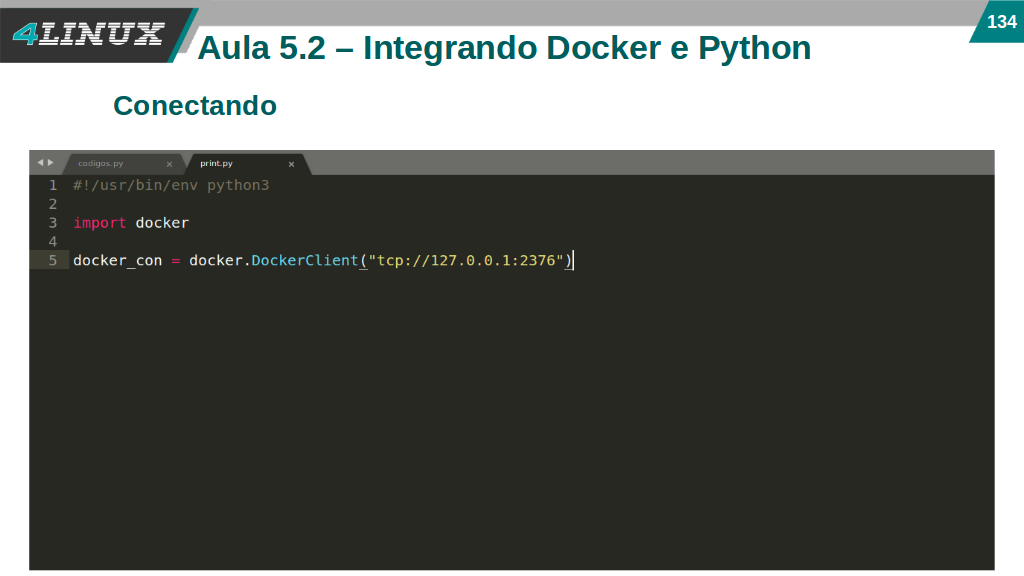 4LINUX
134
Aula 5.2 – Integrando Docker e Python
Conectando
codigos.py × print.py ×
1 #!/usr/bin/env python3
2
3 import docker
4
5 docker_con = docker.DockerClient("tcp://127.0.0.1:2376")